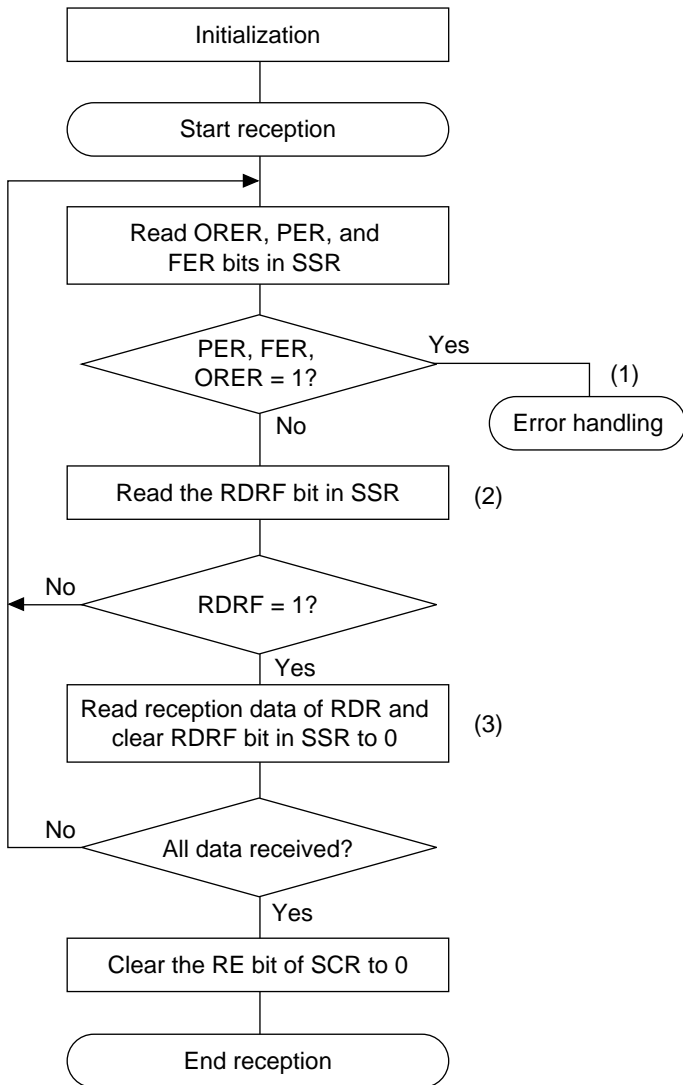 Initialization
Start reception
Read ORER, PER, and
FER bits in SSR
PER, FER,
ORER = 1?
Yes
(1)
Error handling
No
Read the RDRF bit in SSR
(2)
No
RDRF = 1?
Yes
Read reception data of RDR and
clear RDRF bit in SSR to 0
(3)
No
All data received?
Yes
Clear the RE bit of SCR to 0
End reception